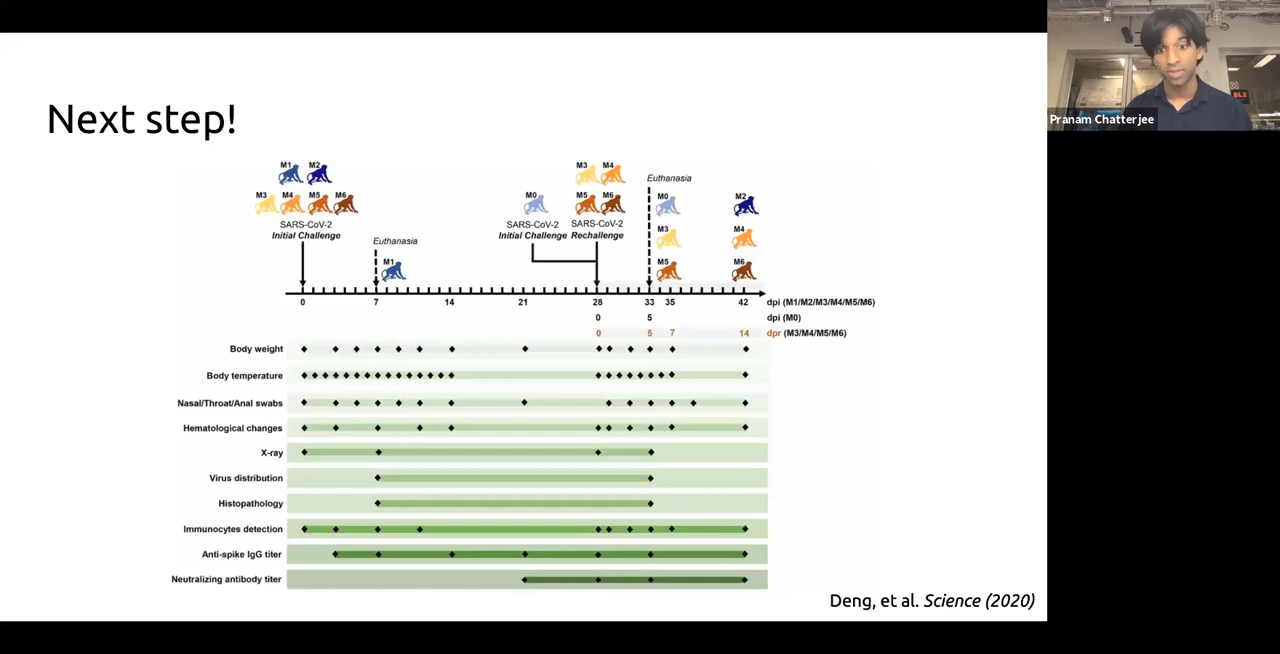 Next step!
M1 M2
M3 M4 M5 M6
SARS-CoV-2
Initial Challenge
Euthanasia
M1
M0
SARS-CoV-2
Initial Challenge
M3 M4
M5 M6
SARS-CoV-2
Rechallenge
Euthanasia
M0 M2
M3 M4
M5 M6
0 7 14 21 28 33 35 42 dpi (M1/M2/M3/M4/M5/M6)
0 5 dpi (M0)
0 5 7 14 dpr (M3/M4/M5/M6)
Body weight
Body temperature
Nasal/Throat/Anal swabs
Hematological changes
X-ray
Virus distribution
Histopathology
Immunocytes detection
Anti-spike IgG titer
Neutralizing antibody titer
Deng, et al. Science (2020)
BL2
Pranam Chatterjee